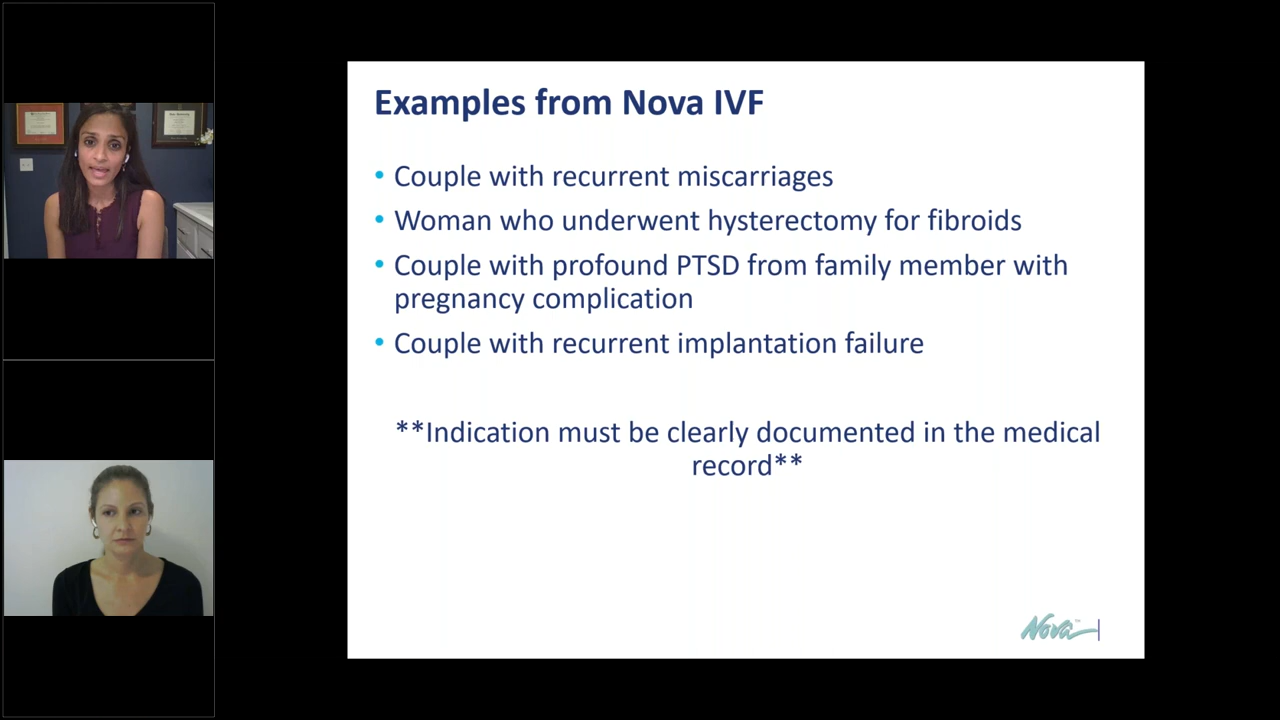 Examples from Nova IVF
• Couple with recurrent miscarriages
• Woman who underwent hysterectomy for fibroids
• Couple with profound PTSD from family member with
pregnancy complication
• Couple with recurrent implantation failure
**Indication must be clearly documented in the medical
record**
Nova